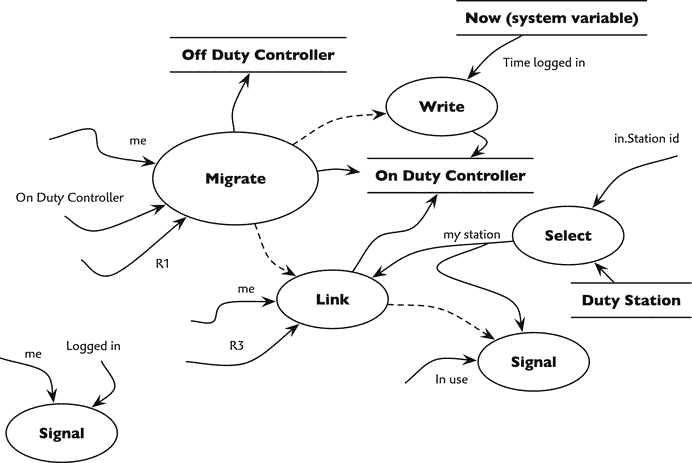 Now (system variable)
Off Duty Controller
Time logged in
Write
me
in.Station id
Migrate
On Duty Controller
On Duty Controller
my station
Select
R1
me
Link
Duty Station
R3
Logged in
me
Signal
In use
Signal